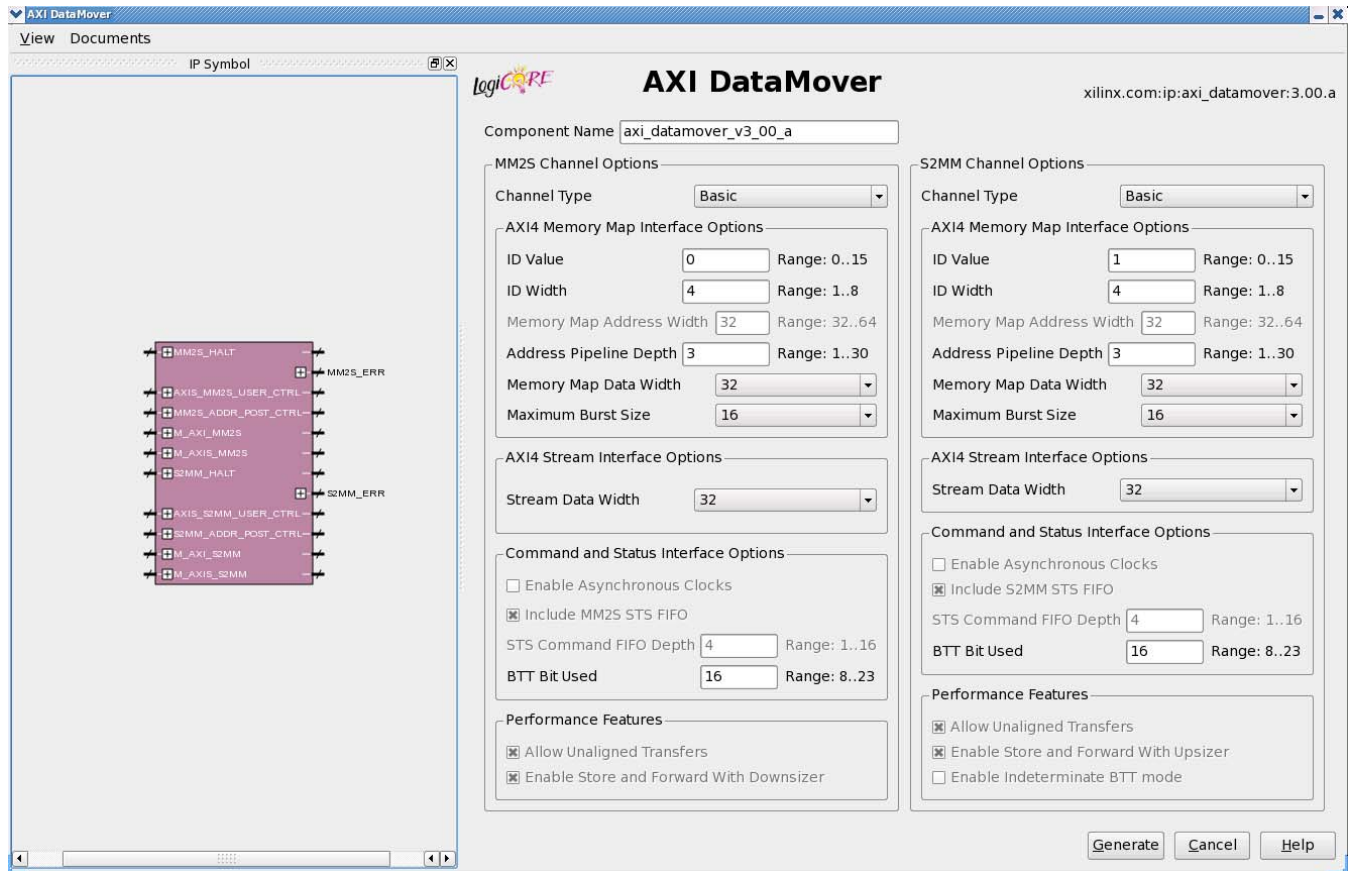 AXI DataMover
View Documents
IP Symbol
MM2S_HALT
MM2S_ERR
AXIS_MM2S_USER_CTRL
MM2S_ADDR_POST_CTRL
M_AXI_MM2S
M_AXIS_MM2S
S2MM_HALT
S2MM_ERR
AXIS_S2MM_USER_CTRL
S2MM_ADDR_POST_CTRL
M_AXI_S2MM
M_AXIS_S2MM
LogiCORE
AXI DataMover
xilinx.com:ip:axi_datamover:3.00.a
Component Name axi_datamover_v3_00_a
MM2S Channel Options
Channel Type Basic
AXI4 Memory Map Interface Options
ID Value 0 Range: 0..15
ID Width 4 Range: 1..8
Memory Map Address Width 32 Range: 32..64
Address Pipeline Depth 3 Range: 1..30
Memory Map Data Width 32
Maximum Burst Size 16
AXI4 Stream Interface Options
Stream Data Width 32
Command and Status Interface Options
Enable Asynchronous Clocks
Include MM2S STS FIFO
STS Command FIFO Depth 4 Range: 1..16
BTT Bit Used 16 Range: 8..23
Performance Features
Allow Unaligned Transfers
Enable Store and Forward With Downsizer
S2MM Channel Options
Channel Type Basic
AXI4 Memory Map Interface Options
ID Value 1 Range: 0..15
ID Width 4 Range: 1..8
Memory Map Address Width 32 Range: 32..64
Address Pipeline Depth 3 Range: 1..30
Memory Map Data Width 32
Maximum Burst Size 16
AXI4 Stream Interface Options
Stream Data Width 32
Command and Status Interface Options
Enable Asynchronous Clocks
Include S2MM STS FIFO
STS Command FIFO Depth 4 Range: 1..16
BTT Bit Used 16 Range: 8..23
Performance Features
Allow Unaligned Transfers
Enable Store and Forward With Upsizer
Enable Indeterminate BTT mode
Generate Cancel Help